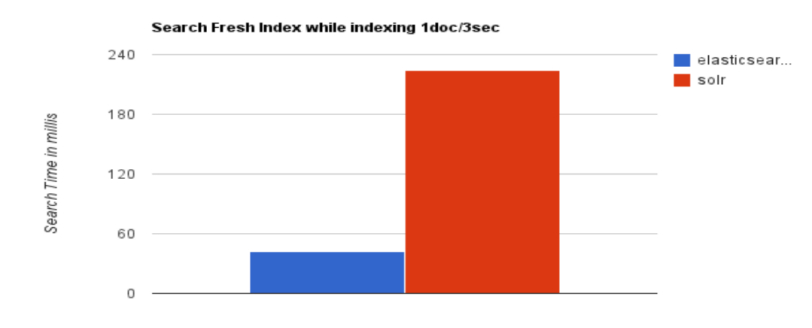 Search Fresh Index while indexing 1doc/3sec
240
180
120
60
0
Search Time in millis
elasticsear...
solr